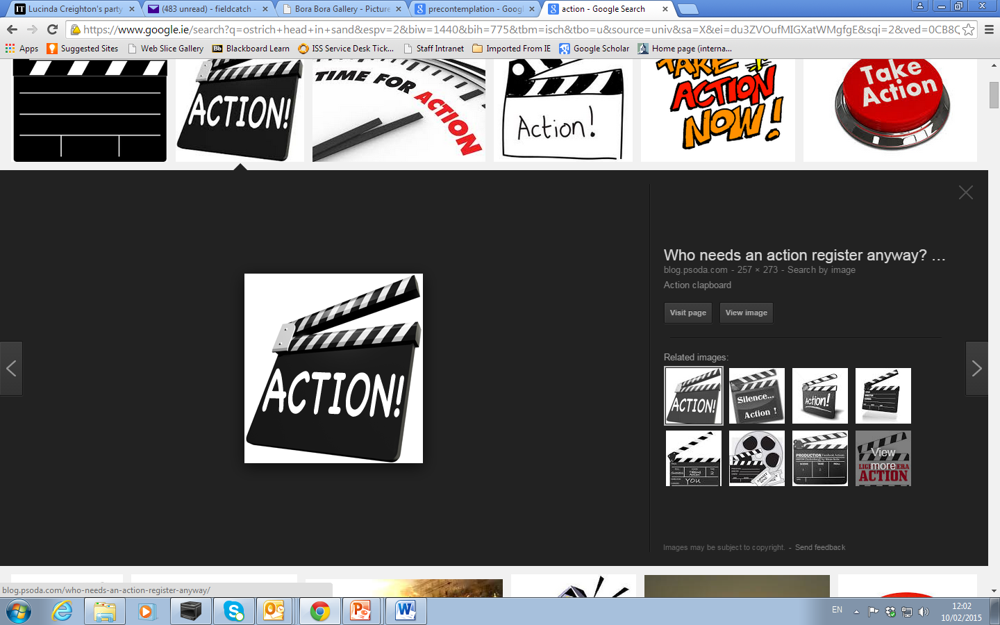 Lucinda Creighton's party
(483 unread) - fieldcatch -
Bora Bora Gallery - Picture
precontemplation - Goog
action - Google Search
https://www.google.ie/search?q=ostrich+head+in+sand&espv=2&biw=1440&bih=775&tbm=isch&tbo=u&source=univ&sa=X&ei=du3ZVOufMIGXatWMgfgE&sqi=2&ved=0CB8Q
Apps
Suggested Sites
Web Slice Gallery
Bb Blackboard Learn
ISS Service Desk Tick...
Staff Intranet
Imported From IE
Google Scholar
Home page (interna...
ACTION!
TIME FOR ACTION
Action!
TAKE ACTION NOW!
Take Action
Who needs an action register anyway? ...
blog.psoda.com - 257 × 273 - Search by image
Action clapboard
Visit page
View image
ACTION!
Related images:
ACTION!
Silence...
Action !
Action!
YOU
PRODUCTION
View more
ACTION
Images may be subject to copyright. - Send feedback
blog.psoda.com/who-needs-an-action-register-anyway/
EN
12:02
10/02/2015